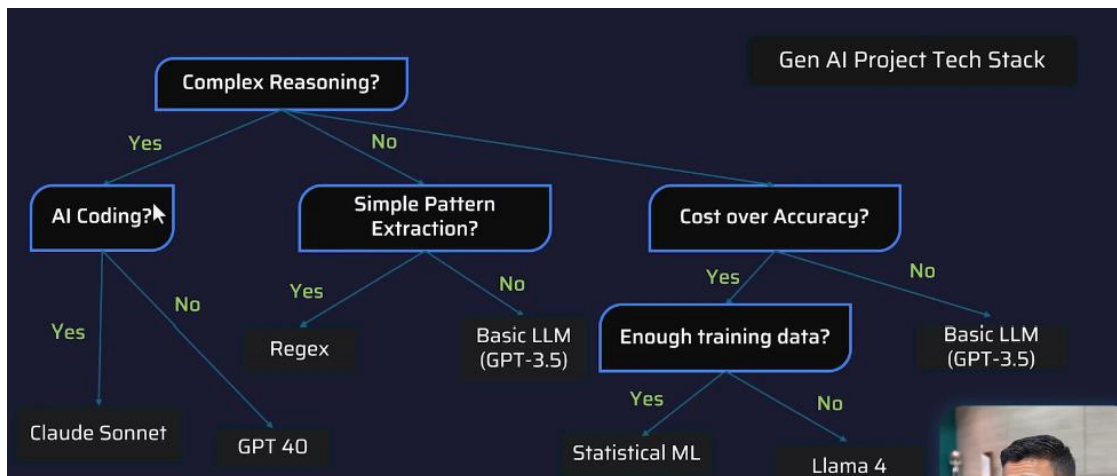 Gen AI Project Tech Stack
Complex Reasoning?
Yes
No
AI Coding?
Simple Pattern
Extraction?
Cost over Accuracy?
Yes
No
Yes
No
Yes
No
Regex
Basic LLM
(GPT-3.5)
Enough training data?
Basic LLM
(GPT-3.5)
Yes
No
Claude Sonnet
GPT 40
Statistical ML
Llama 4